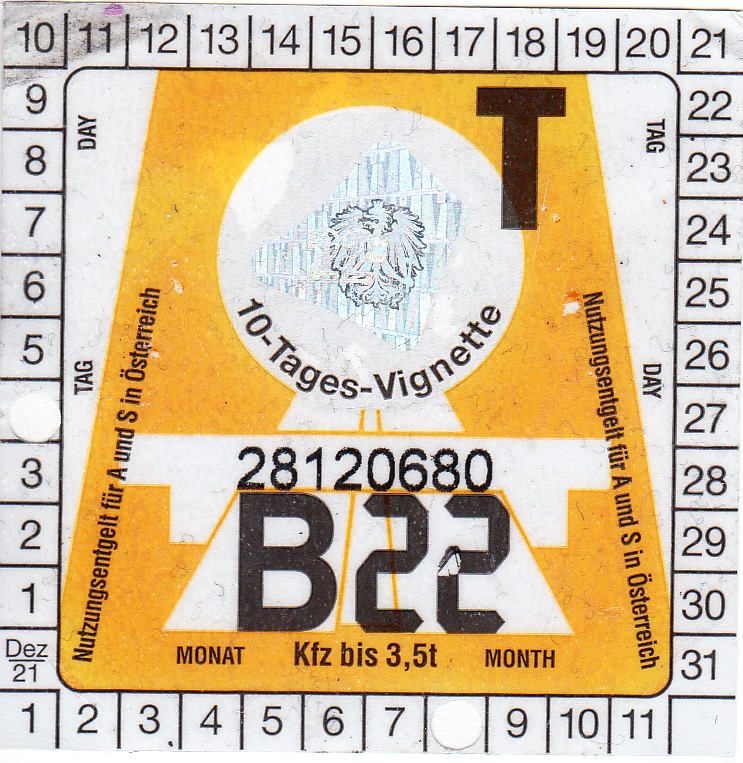 10 11 12 13 14 15 16 17 18 19 20 21
9 22
8 23
7 24
6 25
5 26
27
3 28
2 29
1 30
Dez 31
21
1 2 3 4 5 6 7 9 10 11
DAY
TAG
T
10-Tages-Vignette
TAG
DAY
Nutzungsentgelt für A und S in Österreich
Nutzungsentgelt für A und S in Österreich
28120680
B22
MONAT Kfz bis 3,5t MONTH